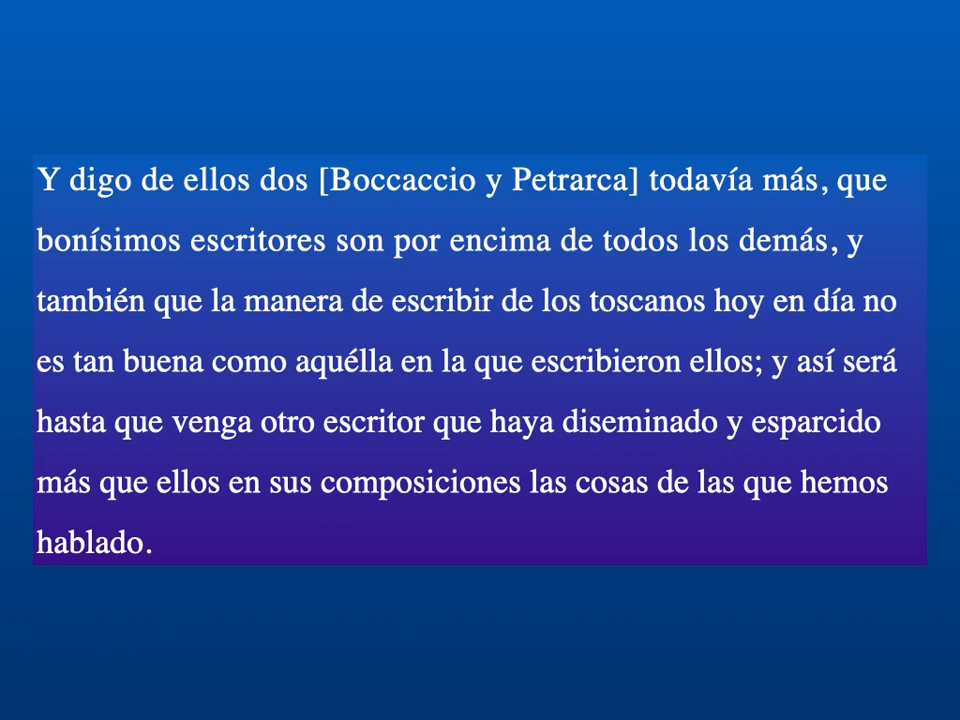 Y digo de ellos dos [Boccaccio y Petrarca] todavía más, que
bonísimos escritores son por encima de todos los demás, y
también que la manera de escribir de los toscanos hoy en día no
es tan buena como aquélla en la que escribieron ellos; y así será
hasta que venga otro escritor que haya diseminado y esparcido
más que ellos en sus composiciones las cosas de las que hemos
hablado.